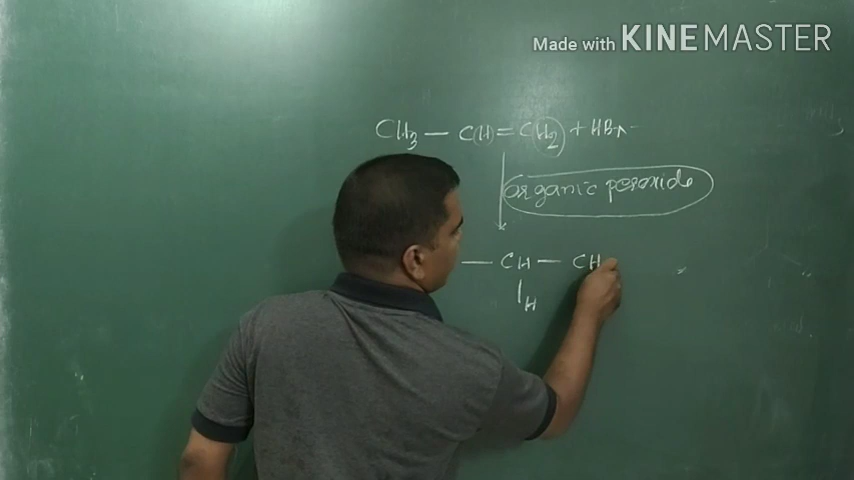 Made with KINEMASTER
CH3 — CH = CH2 + HBr
organic peroxide
— CH — CH
H